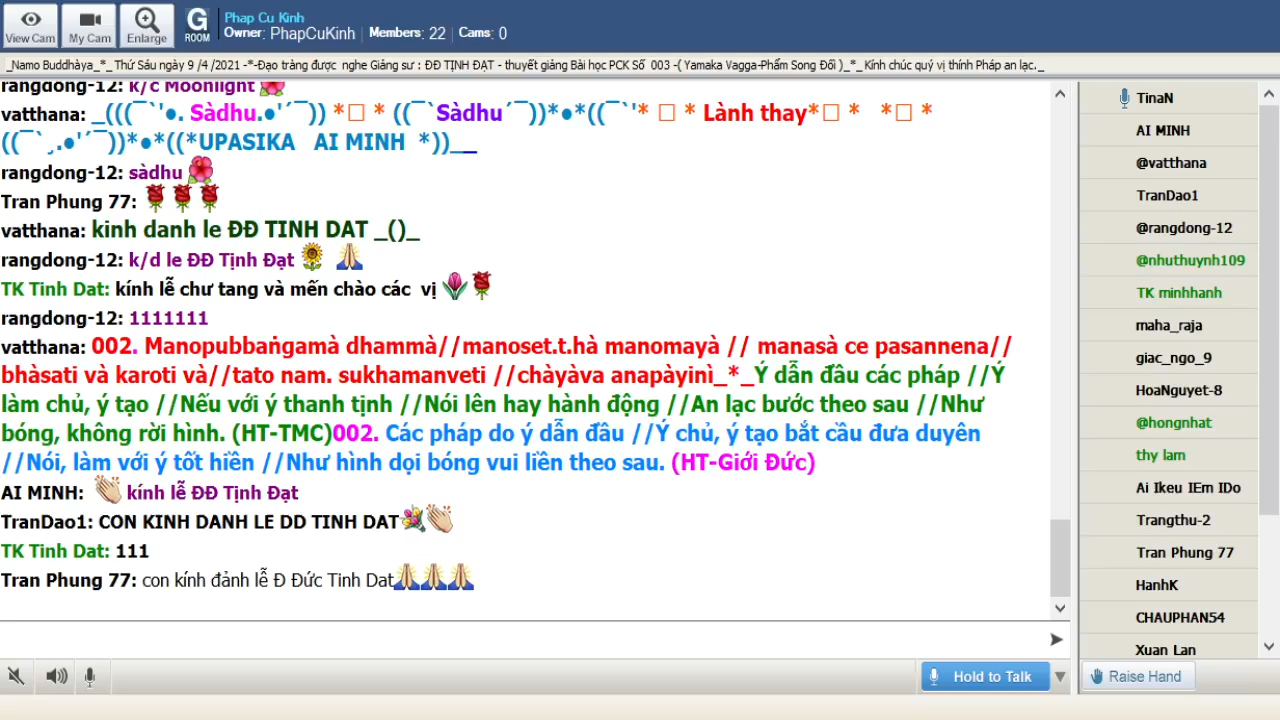 View Cam
My Cam
Enlarge
G
ROOM
Phap Cu Kinh
Owner: PhapCuKinh Members: 22 Cams: 0
_Namo Buddhàya_*_ Thứ Sáu ngày 9 /4 /2021 -*-Đạo tràng được nghe Giảng sư : ĐĐ TỊNH ĐẠT - thuyết giảng Bài học PCK Số 003 -( Yamaka Vagga-Phẩm Song Đối )_*_Kính chúc quý vị thính Pháp an lạc._
rangdong-12: k/c Moonlight
vatthana: _(((¯`'•. Sàdhu.•'´¯)) *□ * ((¯`Sàdhu´¯))*•*((¯`'* □ * Lành thay*□ * *□ *
((¯`¸.•'´¯))*•*((*UPASIKA AI MINH *))__
rangdong-12: sàdhu
Tran Phung 77:
vatthana: kinh danh le ĐĐ TINH DAT _()_
rangdong-12: k/d le ĐĐ Tịnh Đạt
TK Tinh Dat: kính lễ chư tang và mến chào các vị
rangdong-12: 1111111
vatthana: 002. Manopubbaṅgamà dhammà//manoset.t.hà manomayà // manasà ce pasannena//
bhàsati và karoti và//tato nam. sukhamanveti //chàyàva anapàyinì_*_Ý dẫn đầu các pháp //Ý
làm chủ, ý tạo //Nếu với ý thanh tịnh //Nói lên hay hành động //An lạc bước theo sau //Như
bóng, không rời hình. (HT-TMC)002. Các pháp do ý dẫn đầu //Ý chủ, ý tạo bắt cầu đưa duyên
//Nói, làm với ý tốt hiền //Như hình dọi bóng vui liền theo sau. (HT-Giới Đức)
AI MINH: kính lễ ĐĐ Tịnh Đạt
TranDao1: CON KINH DANH LE DD TINH DAT
TK Tinh Dat: 111
Tran Phung 77: con kính đảnh lễ Đ Đức Tinh Dat
TinaN
AI MINH
@vatthana
TranDao1
@rangdong-12
@nhuthuynh109
TK minhhanh
maha_raja
giac_ngo_9
HoaNguyet-8
@hongnhat
thy lam
Ai Ikeu IEm IDo
Trangthu-2
Tran Phung 77
HanhK
CHAUPHAN54
Xuan Lan
Hold to Talk
Raise Hand